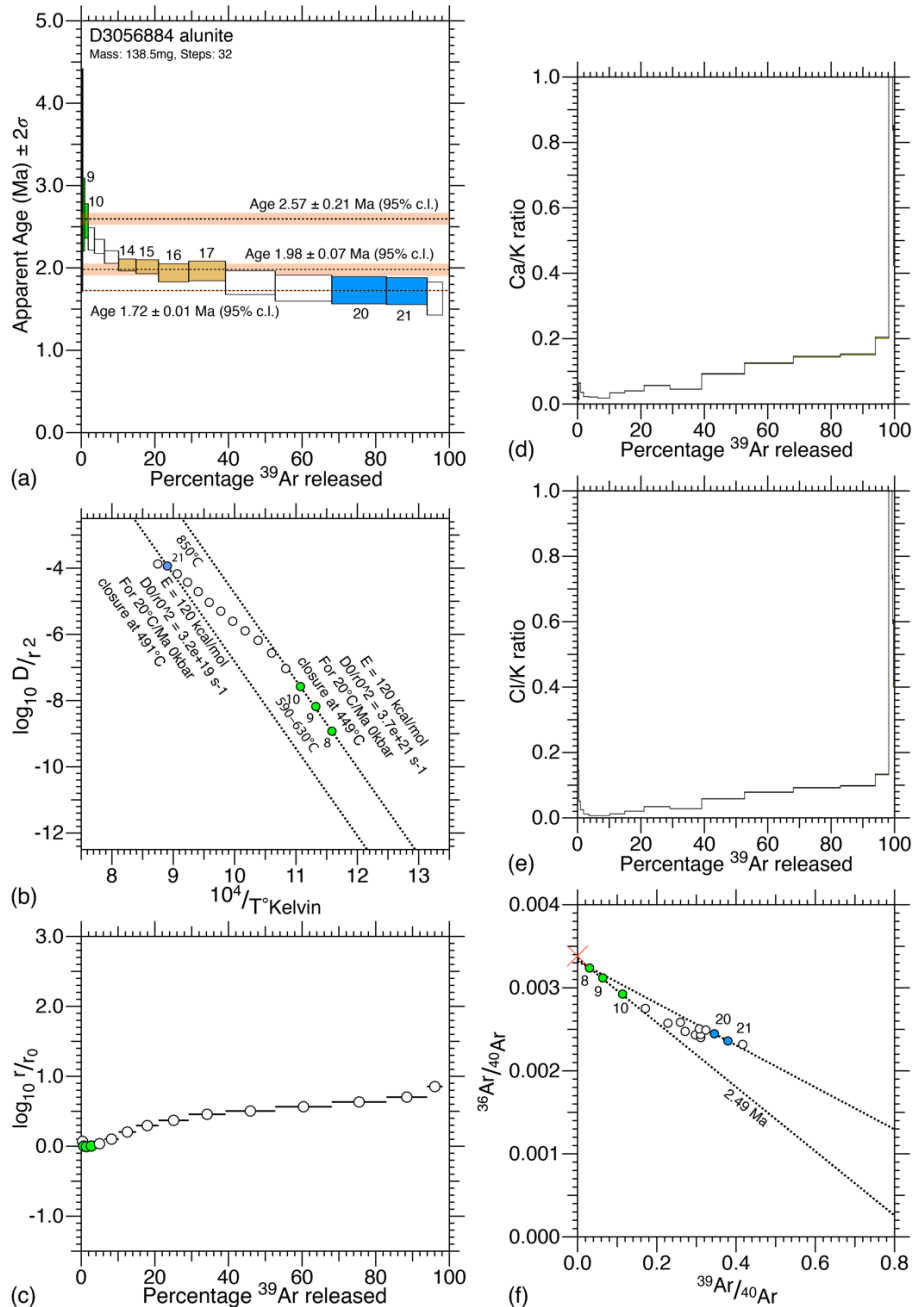 D3056884 alunite
Mass: 138.5mg, Steps: 32
Apparent Age (Ma) ± 2σ
5.0
4.0
3.0
2.0
1.0
0.0
9
10
14
15
16
17
20
21
Age 2.57 ± 0.21 Ma (95% c.l.)
Age 1.98 ± 0.07 Ma (95% c.l.)
Age 1.72 ± 0.01 Ma (95% c.l.)
0 20 40 60 80 100
(a) Percentage ³⁹Ar released
Ca/K ratio
1.0
0.8
0.6
0.4
0.2
0.0
0 20 40 60 80 100
(d) Percentage ³⁹Ar released
log₁₀ D/r²
-4
-6
-8
-10
-12
21
850°C
E = 120 kcal/mol
D0/r0^2 = 3.2e+19 s-1
For 20°C/Ma 0kbar
closure at 491°C
E = 120 kcal/mol
D0/r0^2 = 3.7e+21 s-1
For 20°C/Ma 0kbar
closure at 449°C
590–630°C
10
9
8
8 9 10 11 12 13
(b) 10⁴/T°Kelvin
Cl/K ratio
1.0
0.8
0.6
0.4
0.2
0.0
0 20 40 60 80 100
(e) Percentage ³⁹Ar released
log₁₀ r/r₀
3.0
1.0
0.0
-1.0
0 20 40 60 80 100
(c) Percentage ³⁹Ar released
³⁶Ar/⁴⁰Ar
0.004
0.003
0.002
0.001
0.000
8
9
10
20
21
2.49 Ma
0.0 0.2 0.4 0.6 0.8
(f) ³⁹Ar/⁴⁰Ar